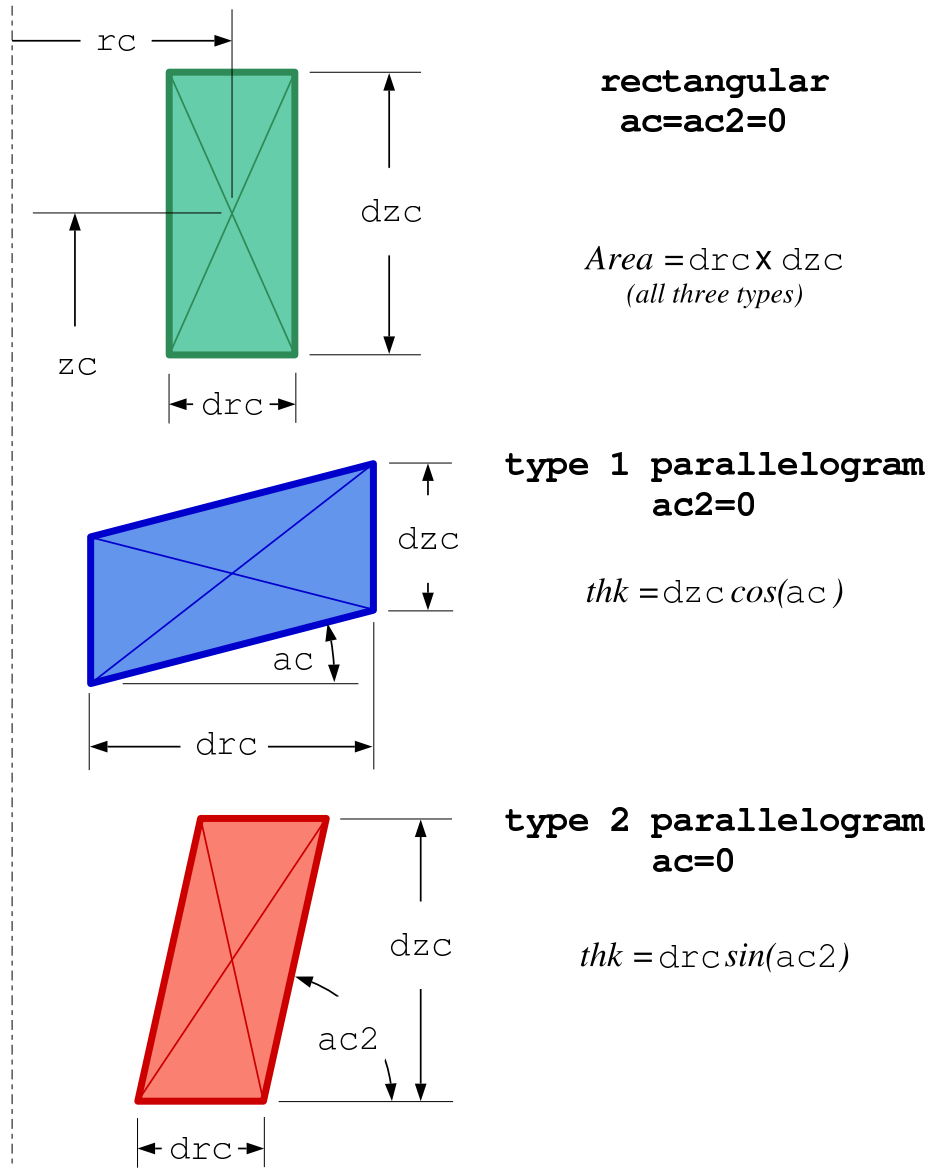 rc
rectangular
ac=ac2=0
dzc
Area = drc x dzc
(all three types)
zc
drc
type 1 parallelogram
ac2=0
dzc
thk = dzc cos(ac)
ac
drc
type 2 parallelogram
ac=0
dzc
thk = drc sin(ac2)
ac2
drc